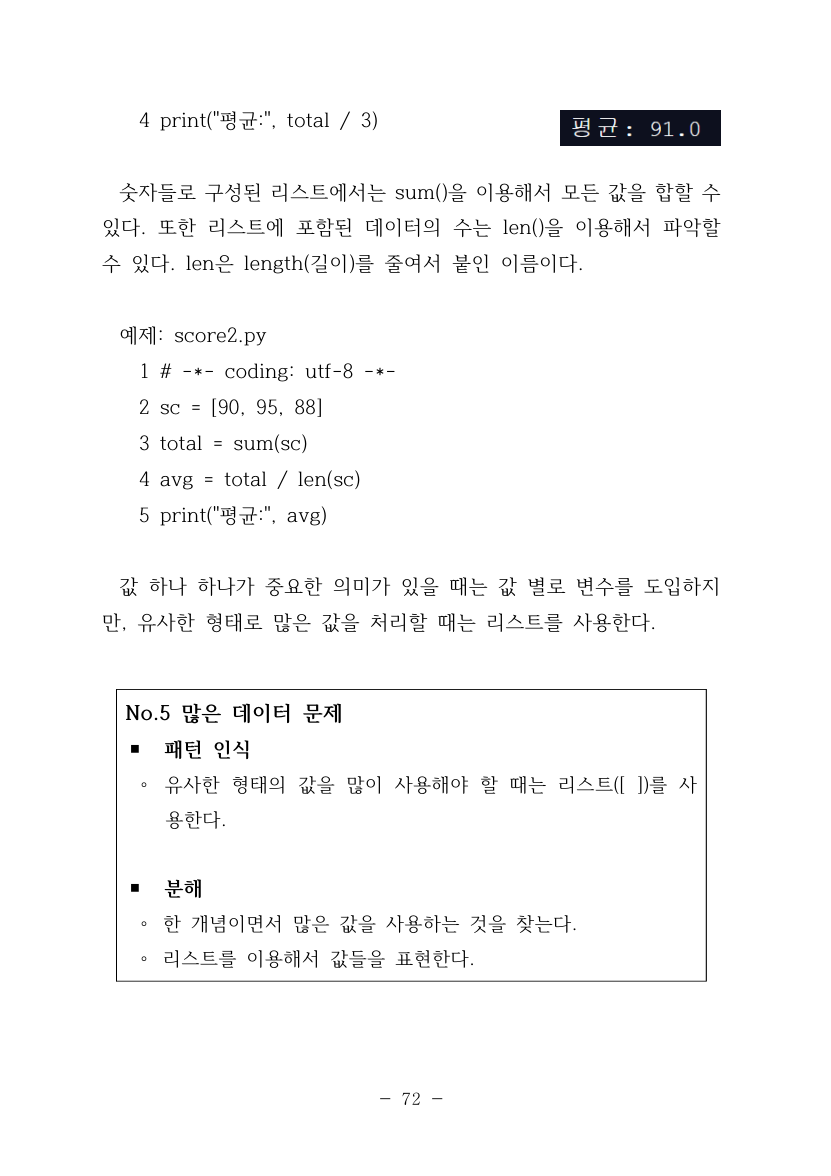 4 print("평균:", total / 3)
평균: 91.0
숫자들로 구성된 리스트에서는 sum()을 이용해서 모든 값을 합할 수
있다. 또한 리스트에 포함된 데이터의 수는 len()을 이용해서 파악할
수 있다. len은 length(길이)를 줄여서 붙인 이름이다.
예제: score2.py
1 # -*- coding: utf-8 -*-
2 sc = [90, 95, 88]
3 total = sum(sc)
4 avg = total / len(sc)
5 print("평균:", avg)
값 하나 하나가 중요한 의미가 있을 때는 값 별로 변수를 도입하지
만, 유사한 형태로 많은 값을 처리할 때는 리스트를 사용한다.
No.5 많은 데이터 문제
■ 패턴 인식
◦ 유사한 형태의 값을 많이 사용해야 할 때는 리스트([ ])를 사
용한다.
■ 분해
◦ 한 개념이면서 많은 값을 사용하는 것을 찾는다.
◦ 리스트를 이용해서 값들을 표현한다.
- 72 -